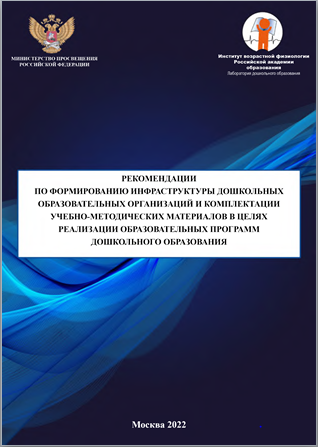 МИНИСТЕРСТВО ПРОСВЕЩЕНИЯ
РОССИЙСКОЙ ФЕДЕРАЦИИ
Институт возрастной физиологии
Российской академии
образования
Лаборатория дошкольного образования
РЕКОМЕНДАЦИИ
ПО ФОРМИРОВАНИЮ ИНФРАСТРУКТУРЫ ДОШКОЛЬНЫХ
ОБРАЗОВАТЕЛЬНЫХ ОРГАНИЗАЦИЙ И КОМПЛЕКТАЦИИ
УЧЕБНО-МЕТОДИЧЕСКИХ МАТЕРИАЛОВ В ЦЕЛЯХ
РЕАЛИЗАЦИИ ОБРАЗОВАТЕЛЬНЫХ ПРОГРАММ
ДОШКОЛЬНОГО ОБРАЗОВАНИЯ
Москва 2022